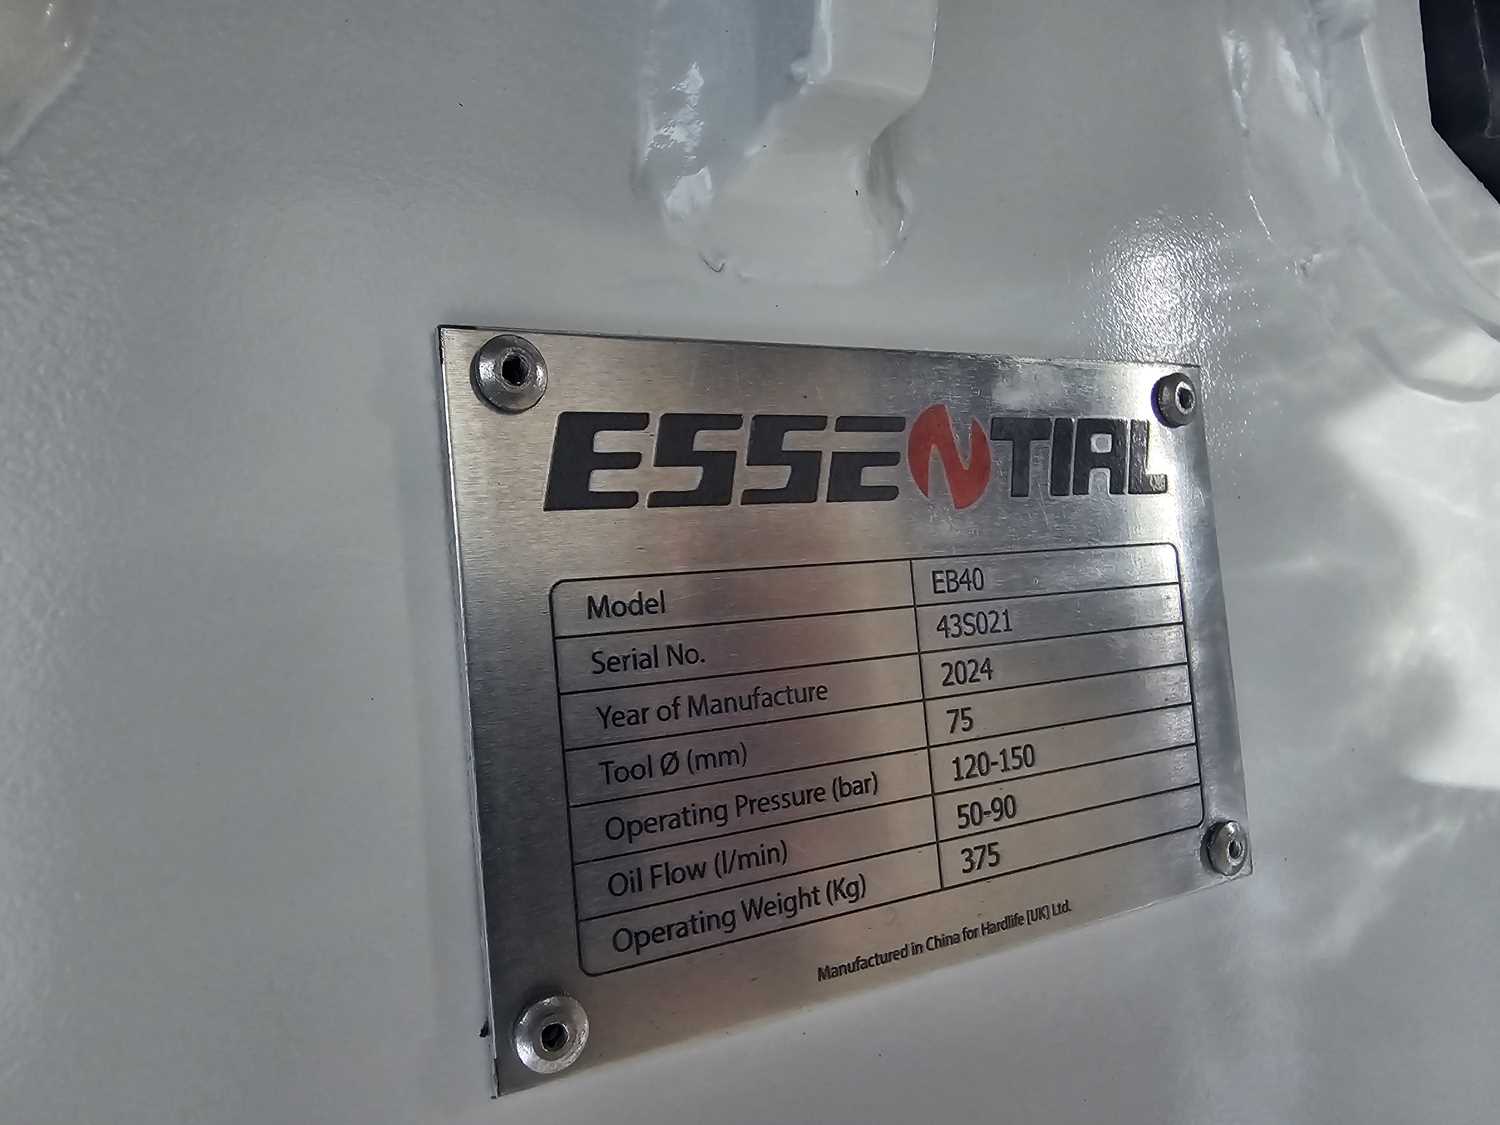 ESSENTIAL
Model EB40
Serial No. 43S021
Year of Manufacture 2024
Tool Ø (mm) 75
Operating Pressure (bar) 120-150
Oil Flow (l/min) 50-90
Operating Weight (Kg) 375
Manufactured in China for Hardlife [UK] Ltd.